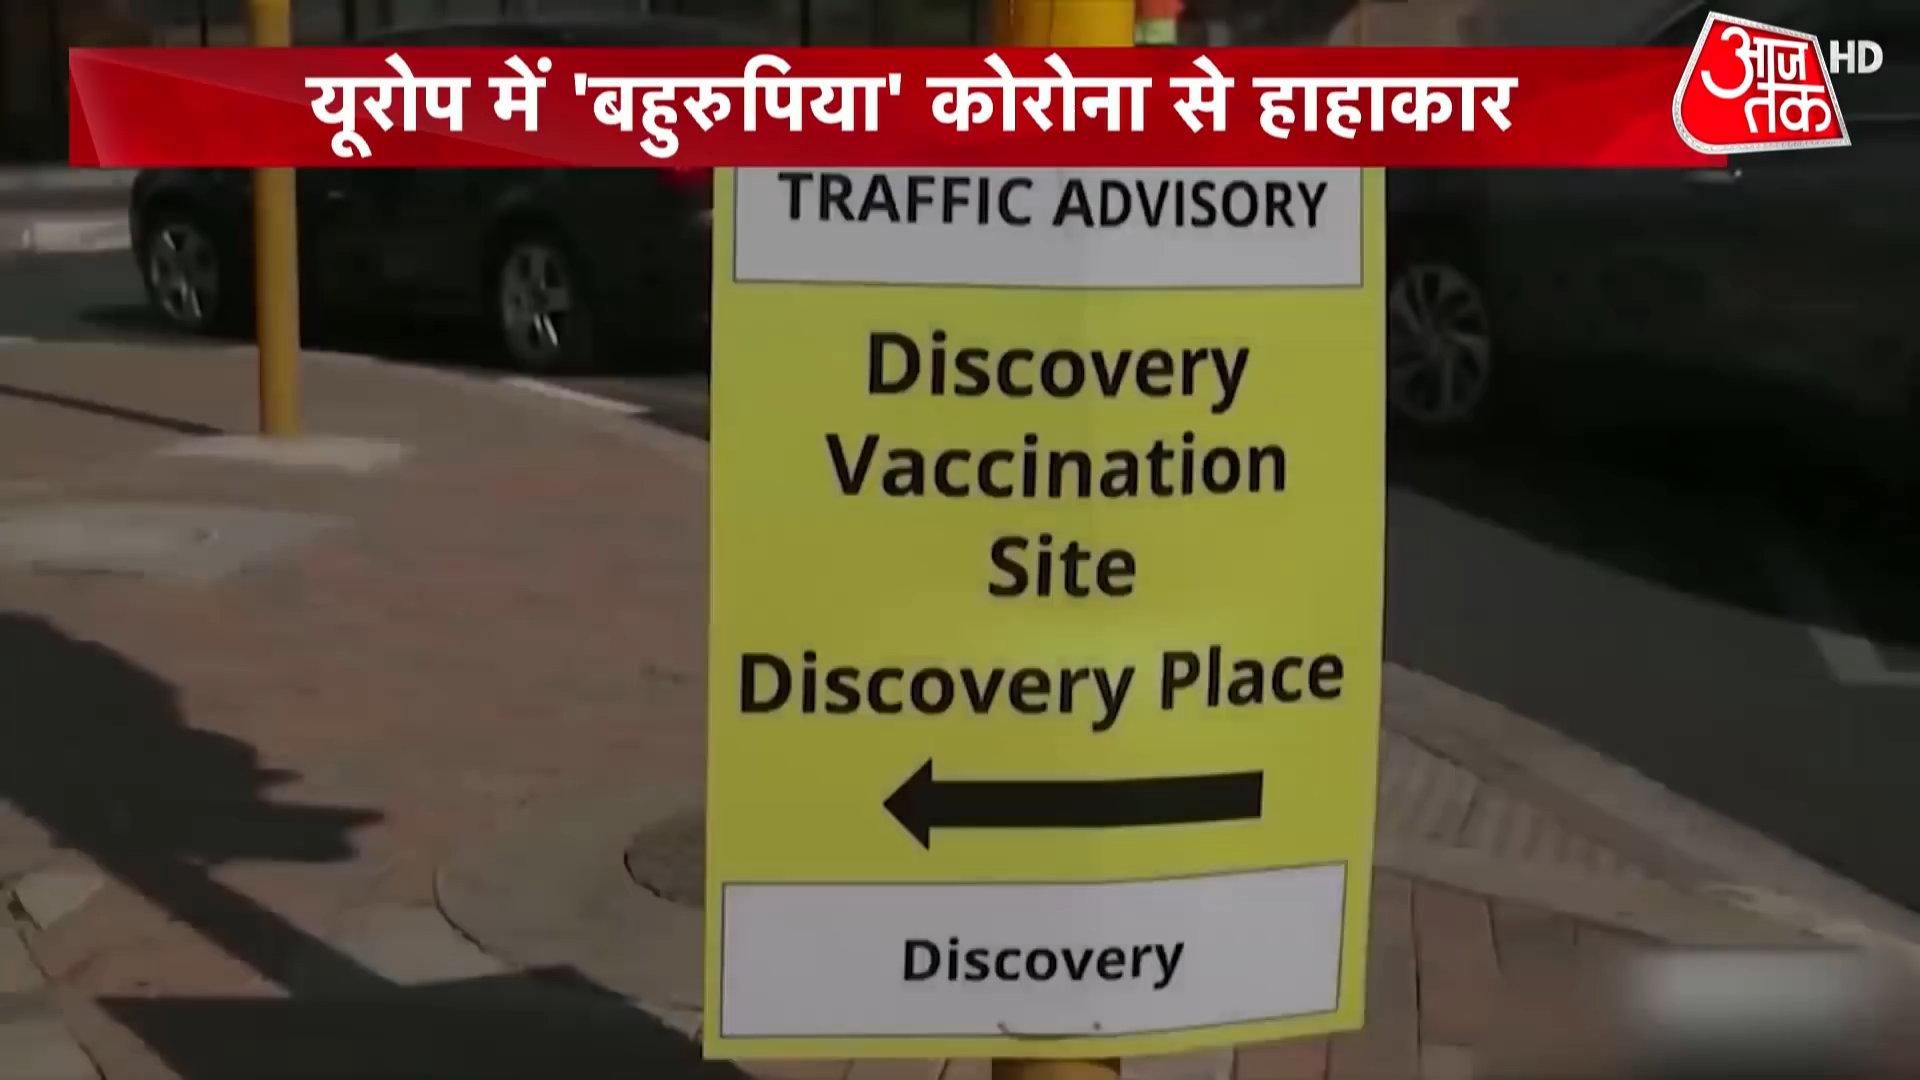 यूरोप में 'बहुरुपिया' कोरोना से हाहाकार
आज
तक
HD
TRAFFIC ADVISORY
Discovery
Vaccination
Site
Discovery Place
Discovery